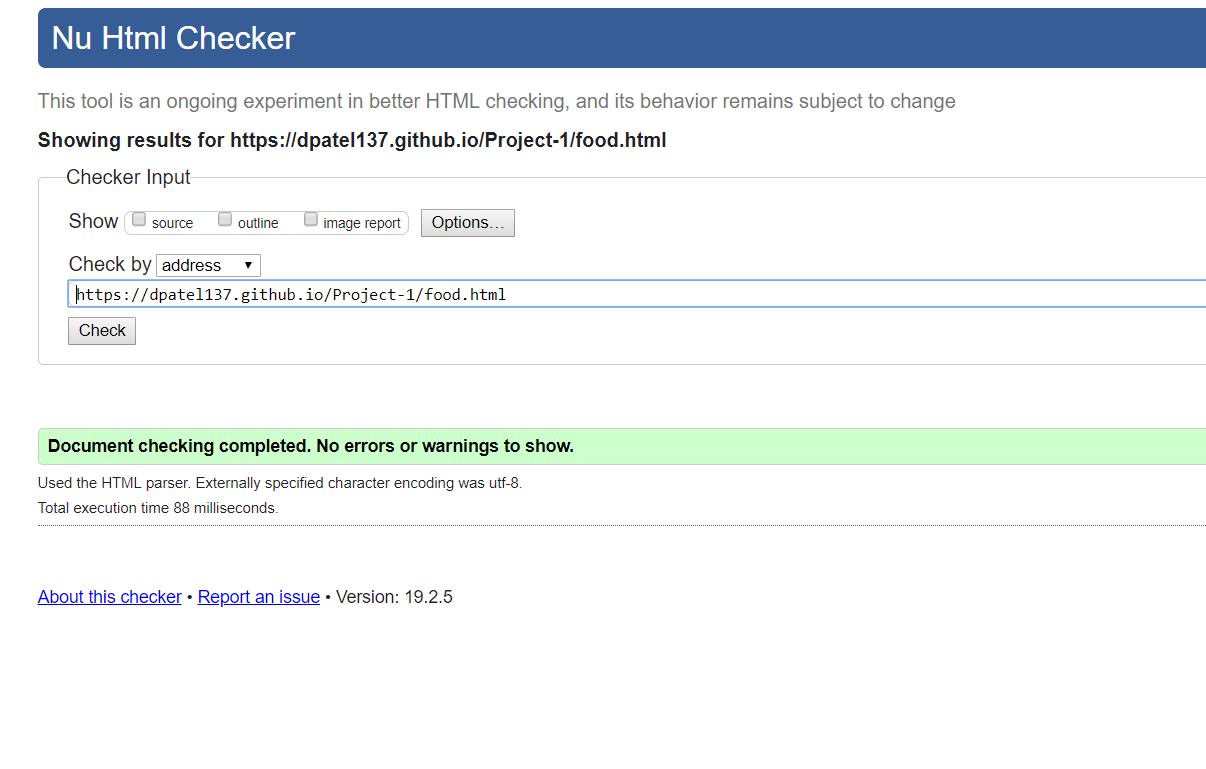 Nu Html Checker
This tool is an ongoing experiment in better HTML checking, and its behavior remains subject to change
Showing results for https://dpatel137.github.io/Project-1/food.html
Checker Input
Show source outline image report Options...
Check by address
https://dpatel137.github.io/Project-1/food.html
Check
Document checking completed. No errors or warnings to show.
Used the HTML parser. Externally specified character encoding was utf-8.
Total execution time 88 milliseconds.
About this checker • Report an issue • Version: 19.2.5